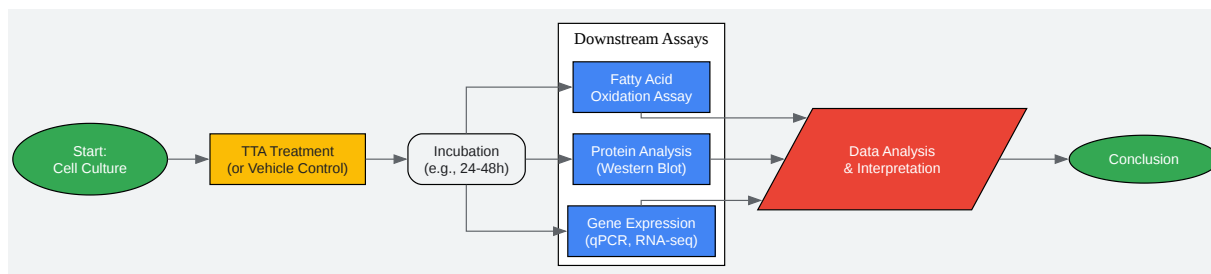 Start:
Cell Culture
TTA Treatment
(or Vehicle Control)
Incubation
(e.g., 24-48h)
Downstream Assays
Fatty Acid
Oxidation Assay
Protein Analysis
(Western Blot)
Gene Expression
(qPCR, RNA-seq)
Data Analysis
& Interpretation
Conclusion